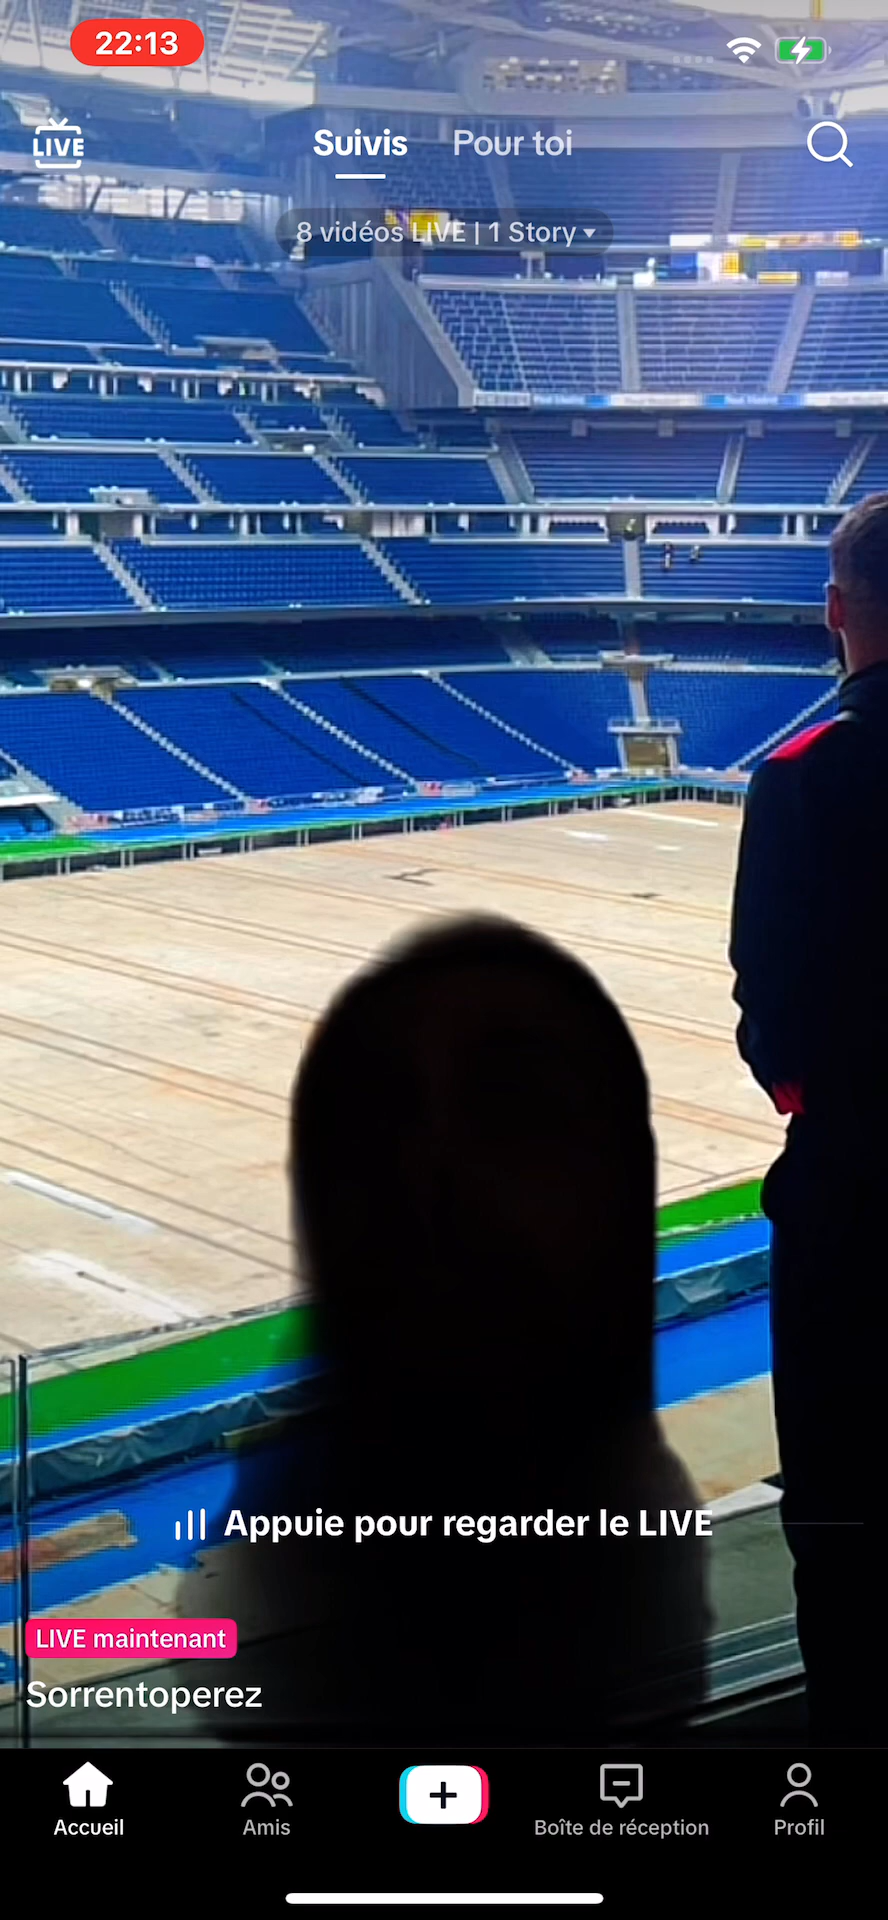 22:13
LIVE
Suivis
Pour toi
8 vidéos LIVE | 1 Story
Appuie pour regarder le LIVE
LIVE maintenant
Sorrentoperez
Accueil
Amis
Boîte de réception
Profil